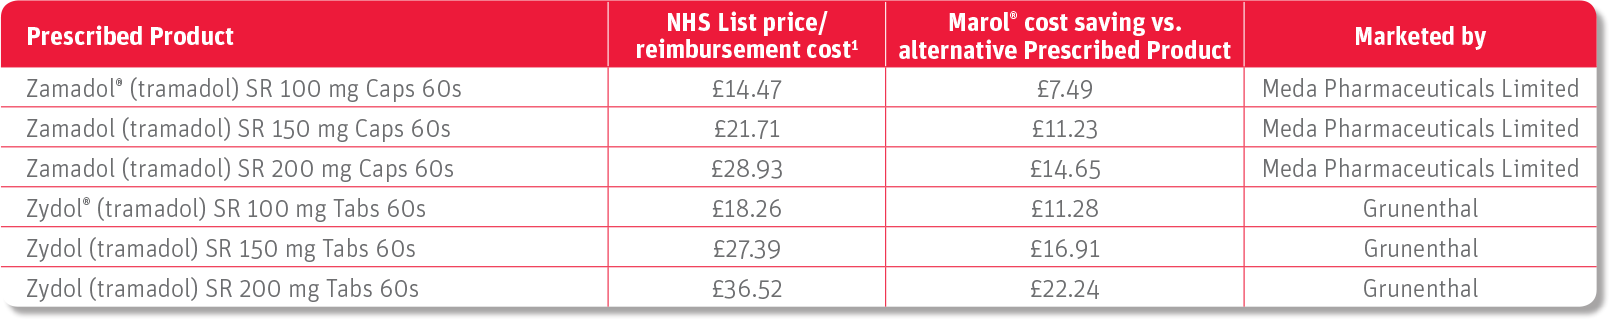 Prescribed Product
NHS List price/
reimbursement cost¹
Marol® cost saving vs.
alternative Prescribed Product
Marketed by
Zamadol® (tramadol) SR 100 mg Caps 60s £14.47 £7.49 Meda Pharmaceuticals Limited
Zamadol (tramadol) SR 150 mg Caps 60s £21.71 £11.23 Meda Pharmaceuticals Limited
Zamadol (tramadol) SR 200 mg Caps 60s £28.93 £14.65 Meda Pharmaceuticals Limited
Zydol® (tramadol) SR 100 mg Tabs 60s £18.26 £11.28 Grunenthal
Zydol (tramadol) SR 150 mg Tabs 60s £27.39 £16.91 Grunenthal
Zydol (tramadol) SR 200 mg Tabs 60s £36.52 £22.24 Grunenthal